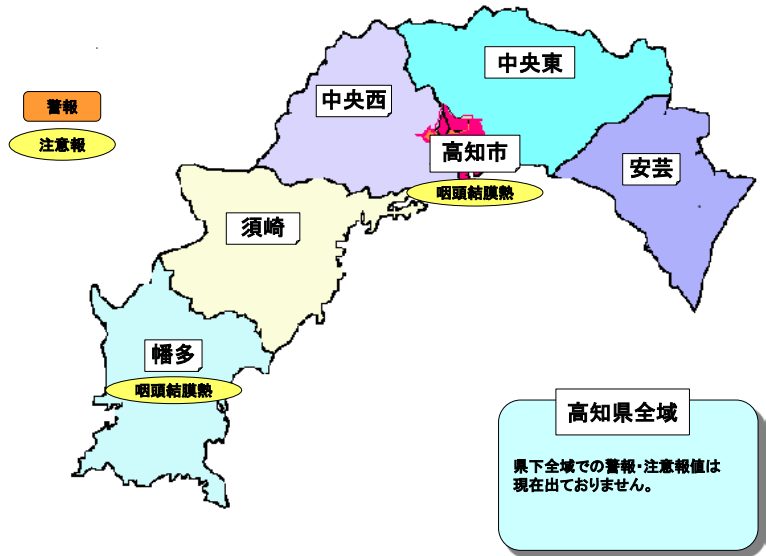 中央東
中央西
警報
注意報
高知市
安芸
咽頭結膜熱
須崎
幡多
咽頭結膜熱
高知県全域
県下全域での警報・注意報値は
現在出ておりません。